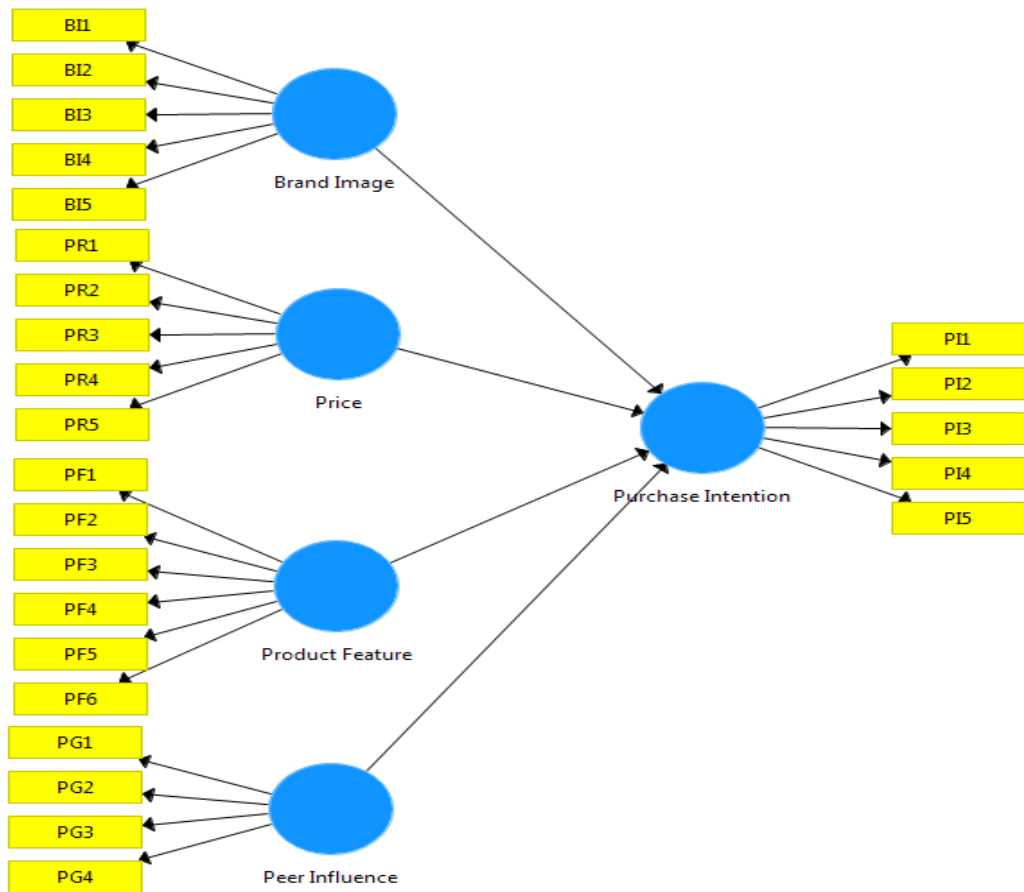 BI1
BI2
BI3
BI4
BI5
Brand Image
PR1
PR2
PR3
PR4
PR5
Price
PF1
PF2
PF3
PF4
PF5
PF6
Product Feature
PG1
PG2
PG3
PG4
Peer Influence
Purchase Intention
PI1
PI2
PI3
PI4
PI5